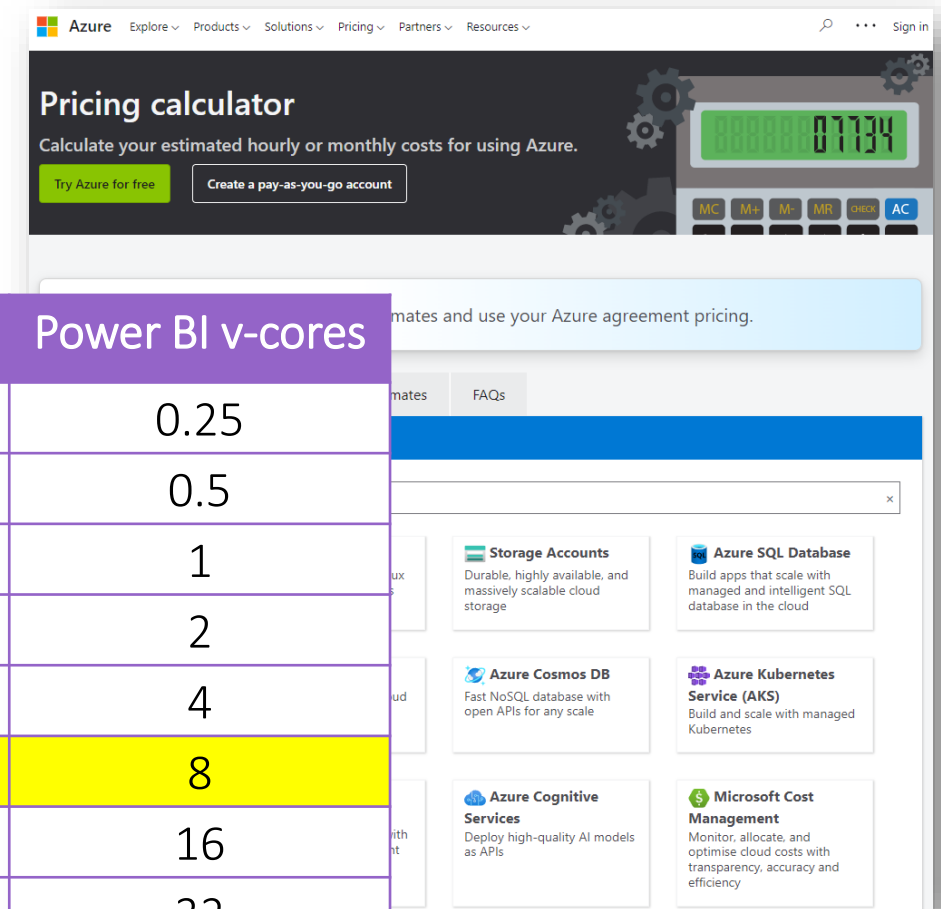 Azure Explore Products Solutions Pricing Partners Resources ··· Sign in
Pricing calculator
Calculate your estimated hourly or monthly costs for using Azure.
Try Azure for free
Create a pay-as-you-go account
07734
MC M+ M- MR CHECK AC
mates and use your Azure agreement pricing.
mates
FAQs
Power BI v-cores
0.25
0.5
1
2
4
8
16
32
ux
s
Storage Accounts
Durable, highly available, and
massively scalable cloud
storage
Azure SQL Database
Build apps that scale with
managed and intelligent SQL
database in the cloud
ud
Azure Cosmos DB
Fast NoSQL database with
open APIs for any scale
Azure Kubernetes
Service (AKS)
Build and scale with managed
Kubernetes
ith
nt
Azure Cognitive
Services
Deploy high-quality AI models
as APIs
Microsoft Cost
Management
Monitor, allocate, and
optimise cloud costs with
transparency, accuracy and
efficiency